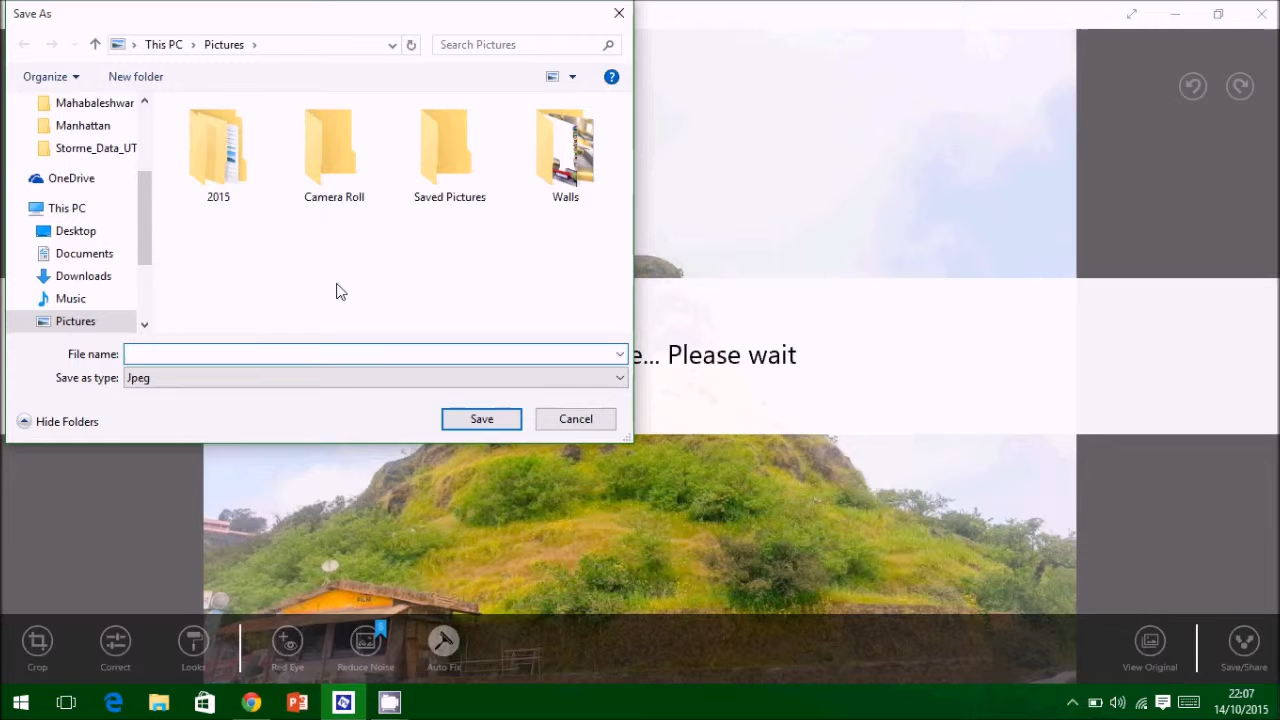 Save As
This PC
Pictures
Search Pictures
Organize
New folder
Mahabaleshwar
Manhattan
Storme_Data_UT
OneDrive
This PC
Desktop
Documents
Downloads
Music
Pictures
2015
Camera Roll
Saved Pictures
Walls
File name:
Save as type:
Jpeg
Hide Folders
Save
Cancel
e... Please wait
KLM
Crop
Correct
Looks
Red Eye
Reduce Noise
$
Auto Fix
View Original
Save/Share
22:07
14/10/2015